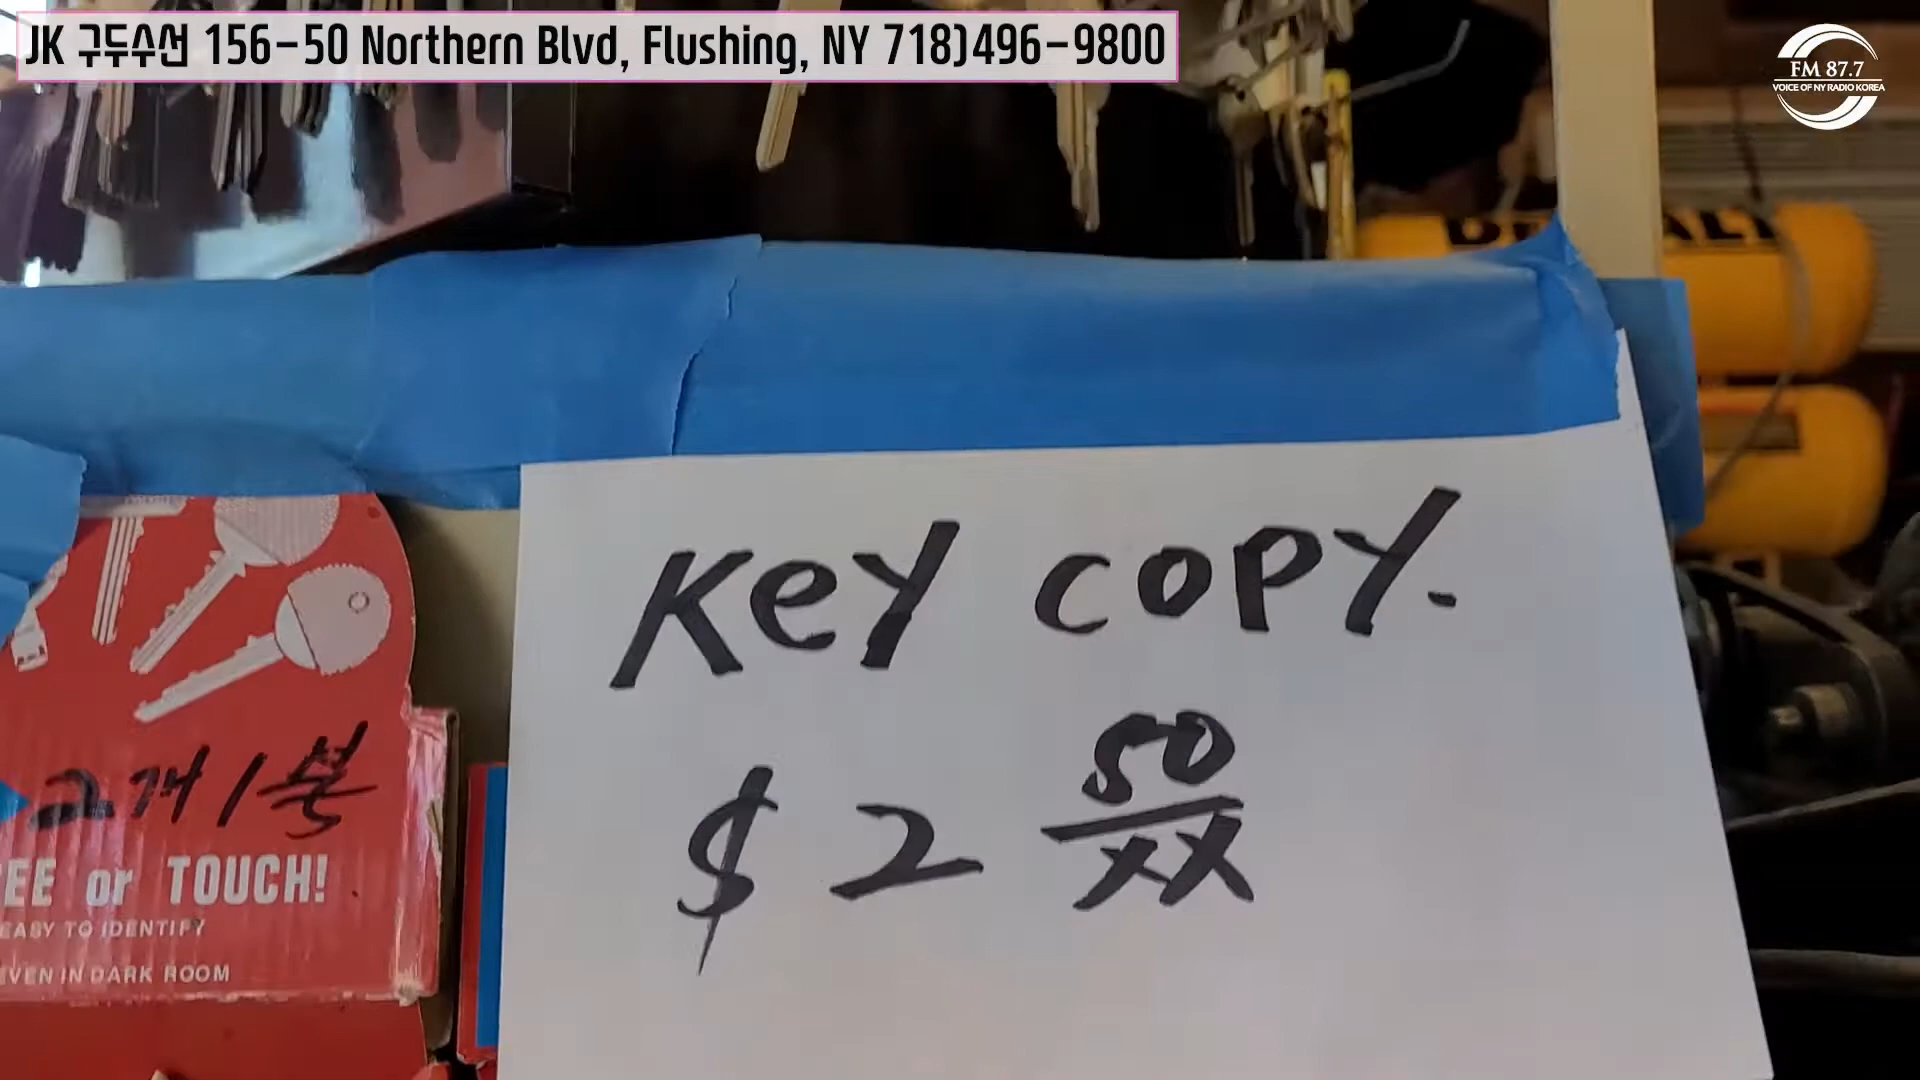 JK 구두수선 156-50 Northern Blvd, Flushing, NY 718)496-9800
FM 87.7
VOICE OF NY RADIO KOREA
Key copy.
$ 2 50/xx
2개 1불
EE or TOUCH!
EASY TO IDENTIFY
EVEN IN DARK ROOM